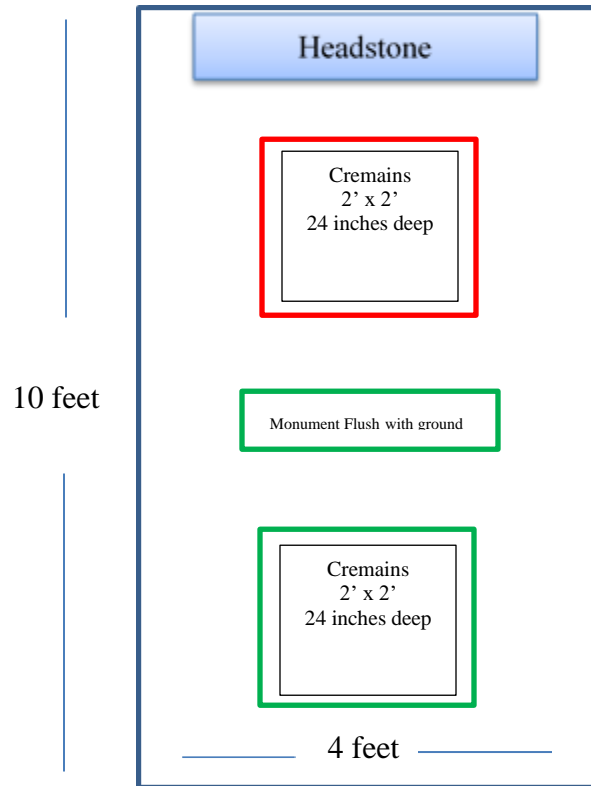 Headstone
Cremains
2’ x 2’
24 inches deep
10 feet
Monument Flush with ground
Cremains
2’ x 2’
24 inches deep
4 feet